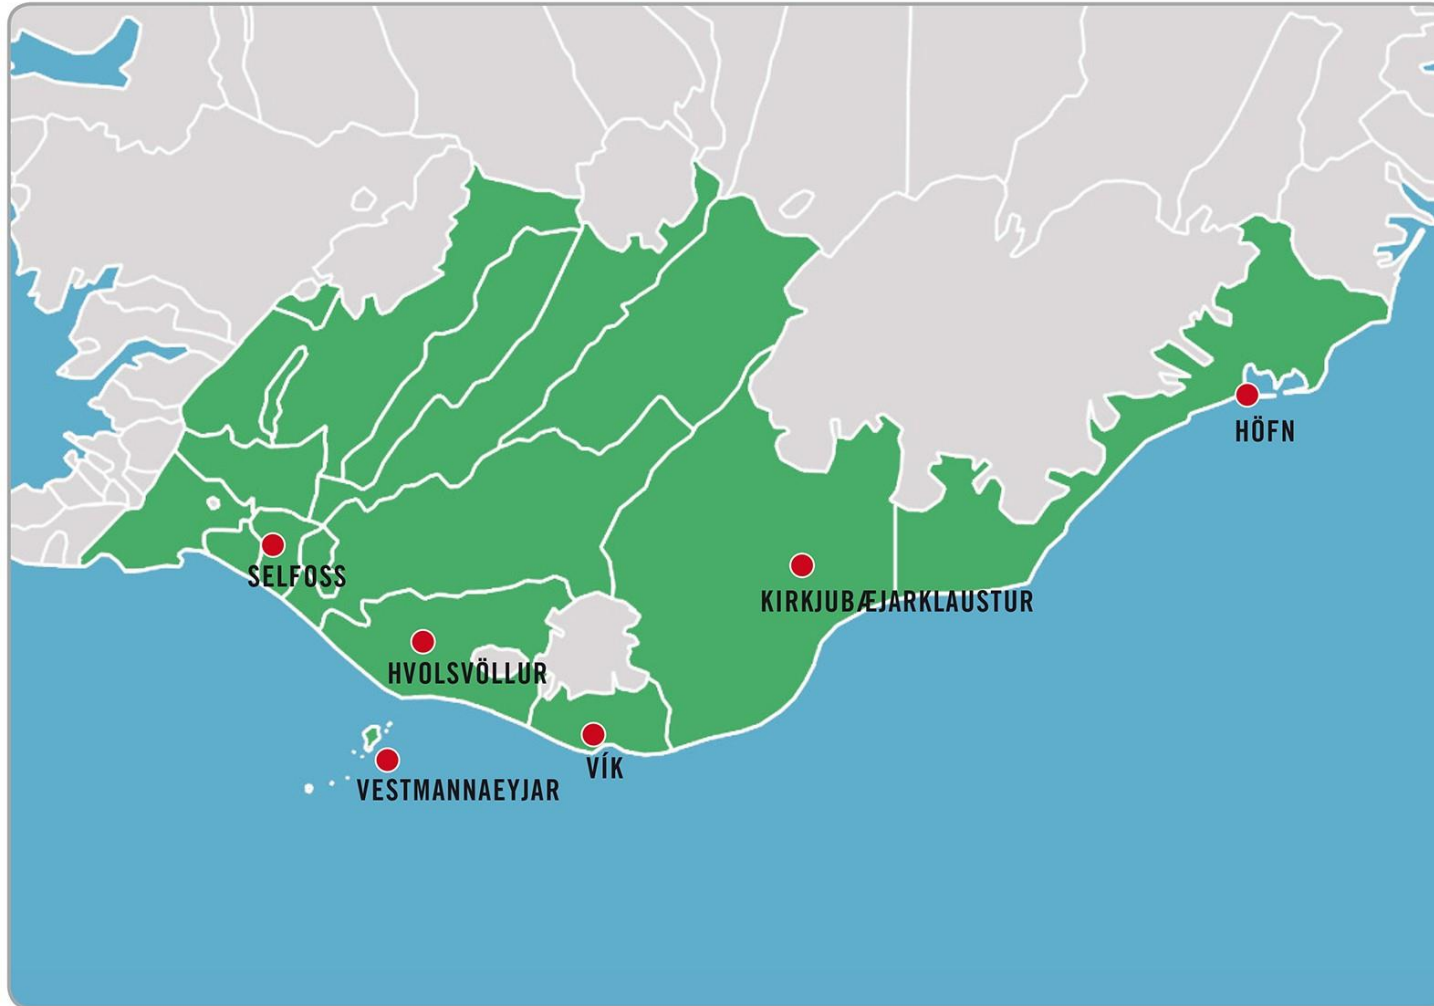 HÖFN
SELFOSS
KIRKJUBÆJARKLAUSTUR
HVOLSVÖLLUR
VÍK
VESTMANNAEYJAR